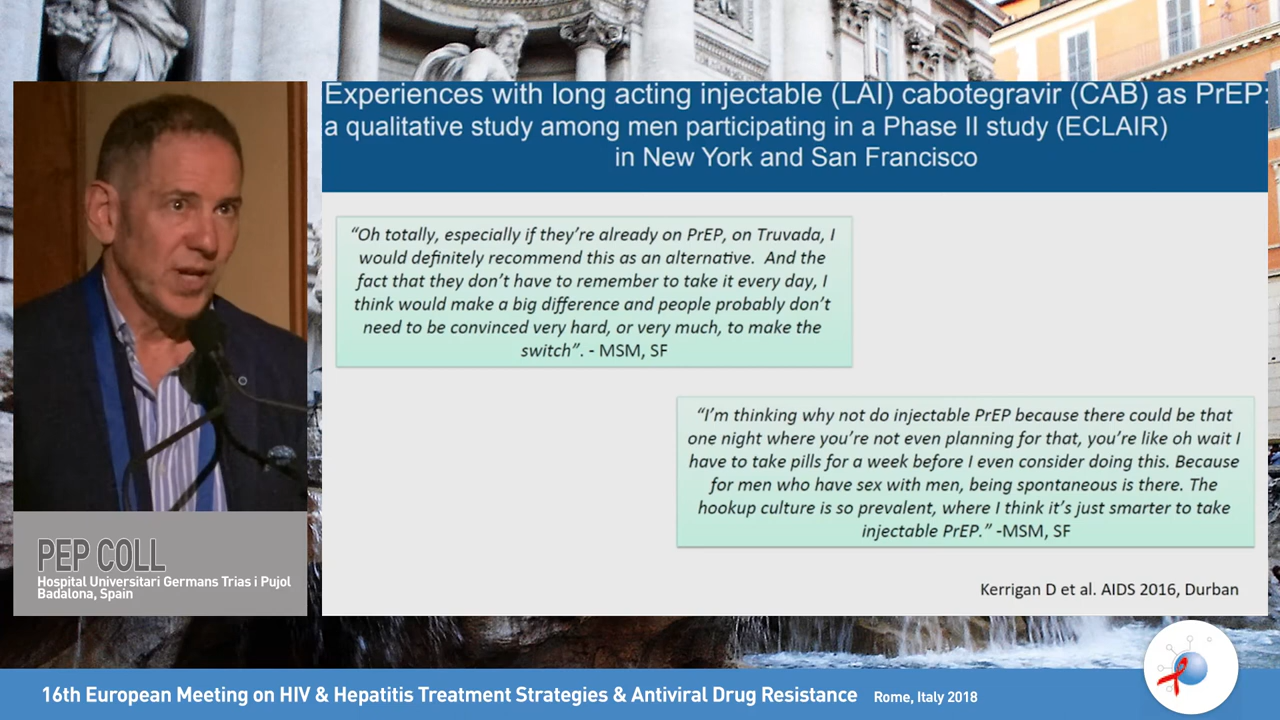 Experiences with long acting injectable (LAI) cabotegravir (CAB) as PrEP:
a qualitative study among men participating in a Phase II study (ECLAIR)
in New York and San Francisco
“Oh totally, especially if they’re already on PrEP, on Truvada, I
would definitely recommend this as an alternative. And the
fact that they don’t have to remember to take it every day, I
think would make a big difference and people probably don’t
need to be convinced very hard, or very much, to make the
switch”. - MSM, SF
“I’m thinking why not do injectable PrEP because there could be that
one night where you’re not even planning for that, you’re like oh wait I
have to take pills for a week before I even consider doing this. Because
for men who have sex with men, being spontaneous is there. The
hookup culture is so prevalent, where I think it’s just smarter to take
injectable PrEP.” -MSM, SF
Kerrigan D et al. AIDS 2016, Durban
PEP COLL
Hospital Universitari Germans Trias i Pujol
Badalona, Spain
16th European Meeting on HIV & Hepatitis Treatment Strategies & Antiviral Drug Resistance Rome, Italy 2018